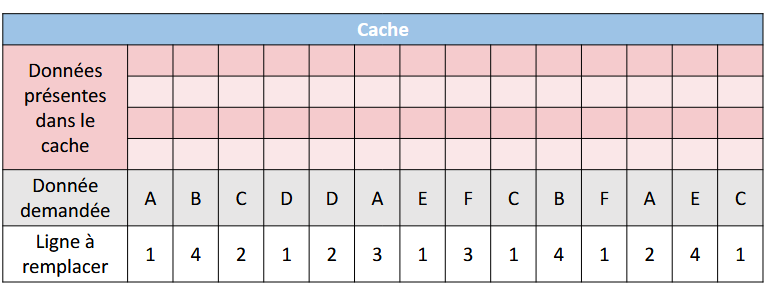 Cache
Données
présentes
dans le
cache
Donnée
demandée
A B C D D A E F C B F A E C
Ligne à
remplacer
1 4 2 1 2 3 1 3 1 4 1 2 4 1